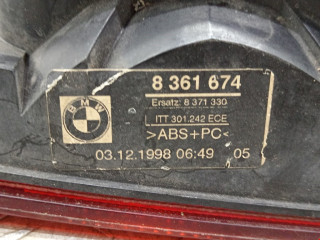 BMW
8 361 674
Ersatz: 8 371 330
L ITT 301.242 ECE
>ABS+PC<
03.12.1998 06:49 05